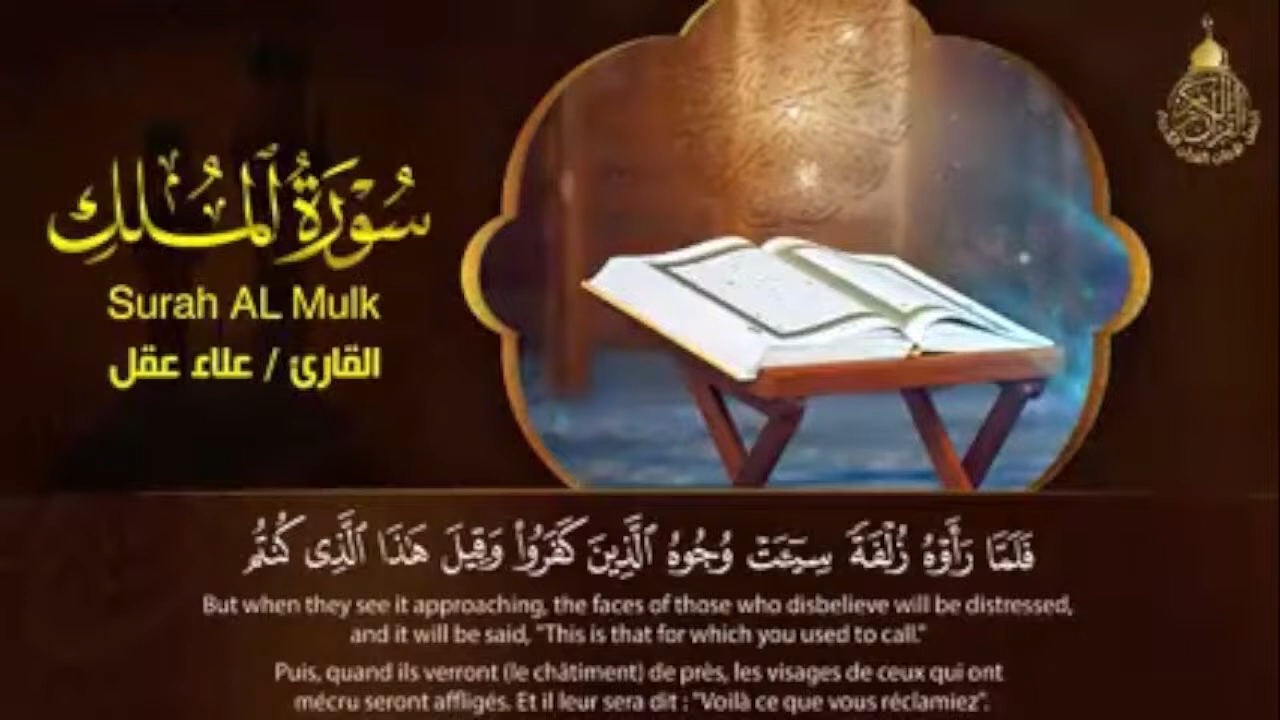 سُورَةُ الْمُلْكِ
Surah AL Mulk
القارئ / علاء عقل
فَلَمَّا رَأَوْهُ زُلْفَةً سِيٓـَٔتْ وُجُوهُ ٱلَّذِينَ كَفَرُواْ وَقِيلَ هَٰذَا ٱلَّذِى كُنتُم
But when they see it approaching, the faces of those who disbelieve will be distressed,
and it will be said, "This is that for which you used to call."
Puis, quand ils verront (le châtiment) de près, les visages de ceux qui ont
mécru seront affligés. Et il leur sera dit : "Voilà ce que vous réclamiez".